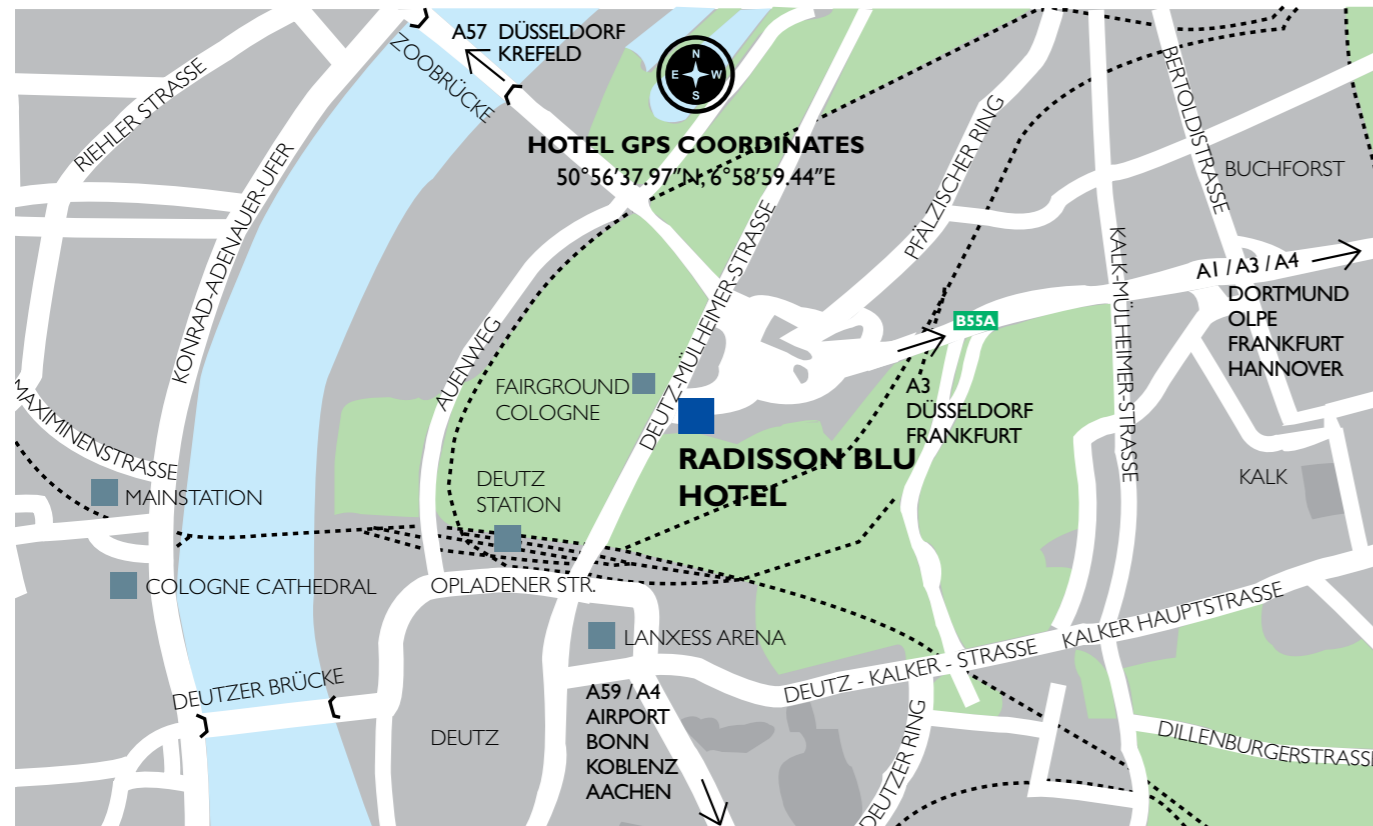 A57 DÜSSELDORF
KREFELD
ZOOBRÜCKE
RIEHLER STRASSE
KONRAD-ADENAUER-UFER
N
E W
S
HOTEL GPS COORDINATES
50°56'37.97"N, 6°58'59.44"E
BERTOLDISTRASSE
BUCHFORST
PFÄLZISCHER RING
DEUTZ-MÜLHEIMER-STRASSE
KALK-MÜLHEIMER-STRASSE
A1 / A3 / A4
DORTMUND
OLPE
FRANKFURT
HANNOVER
B55A
A3
DÜSSELDORF
FRANKFURT
AUENWEG
FAIRGROUND
COLOGNE
RADISSON BLU
HOTEL
MAXIMINENSTRASSE
MAINSTATION
DEUTZ
STATION
KALK
COLOGNE CATHEDRAL
OPLADENER STR.
LANXESS ARENA
KALKER HAUPTSTRASSE
DEUTZ - KALKER - STRASSE
DEUTZER BRÜCKE
DEUTZ
A59 / A4
AIRPORT
BONN
KOBLENZ
AACHEN
DEUTZER RING
DILLENBURGERSTRASSE